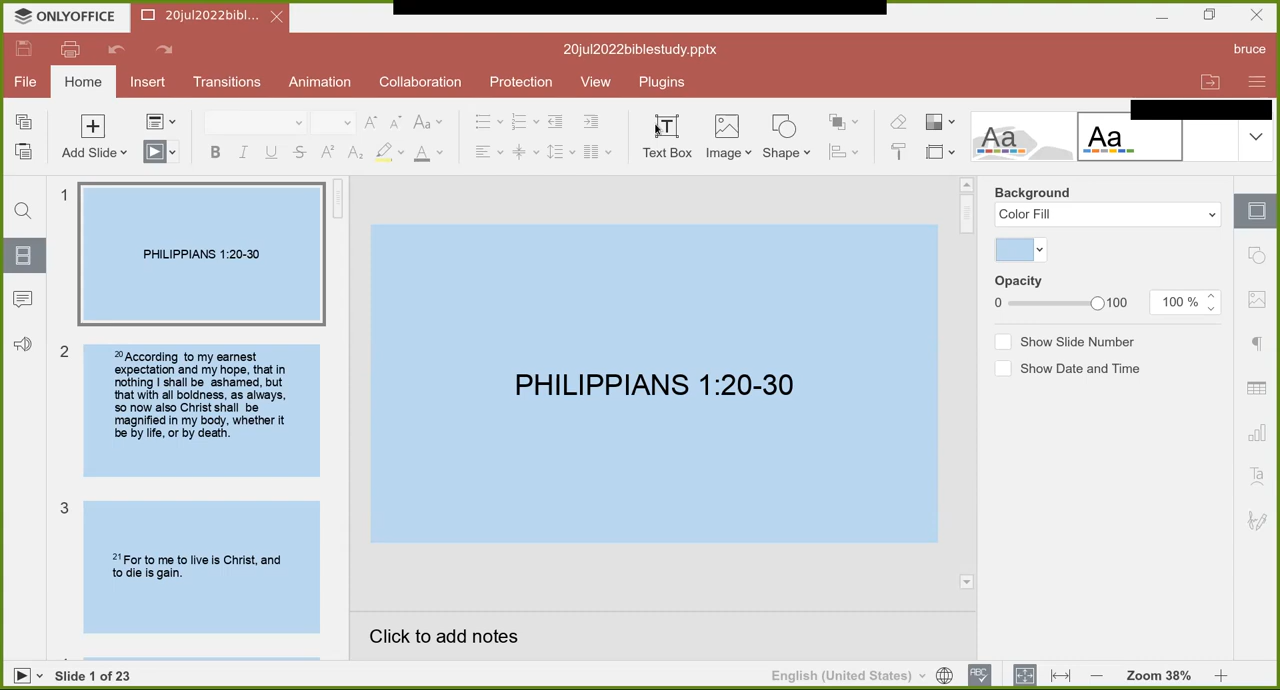 ONLYOFFICE
20jul2022bibl...
20jul2022biblestudy.pptx
bruce
File Home Insert Transitions Animation Collaboration Protection View Plugins
Add Slide
Text Box
Image
Shape
Aa
Aa
1
PHILIPPIANS 1:20-30
2
20 According to my earnest
expectation and my hope, that in
nothing I shall be ashamed, but
that with all boldness, as always,
so now also Christ shall be
magnified in my body, whether it
be by life, or by death.
3
21 For to me to live is Christ, and
to die is gain.
PHILIPPIANS 1:20-30
Click to add notes
Background
Color Fill
Opacity
0 100 100 %
Show Slide Number
Show Date and Time
Slide 1 of 23
English (United States)
Zoom 38%